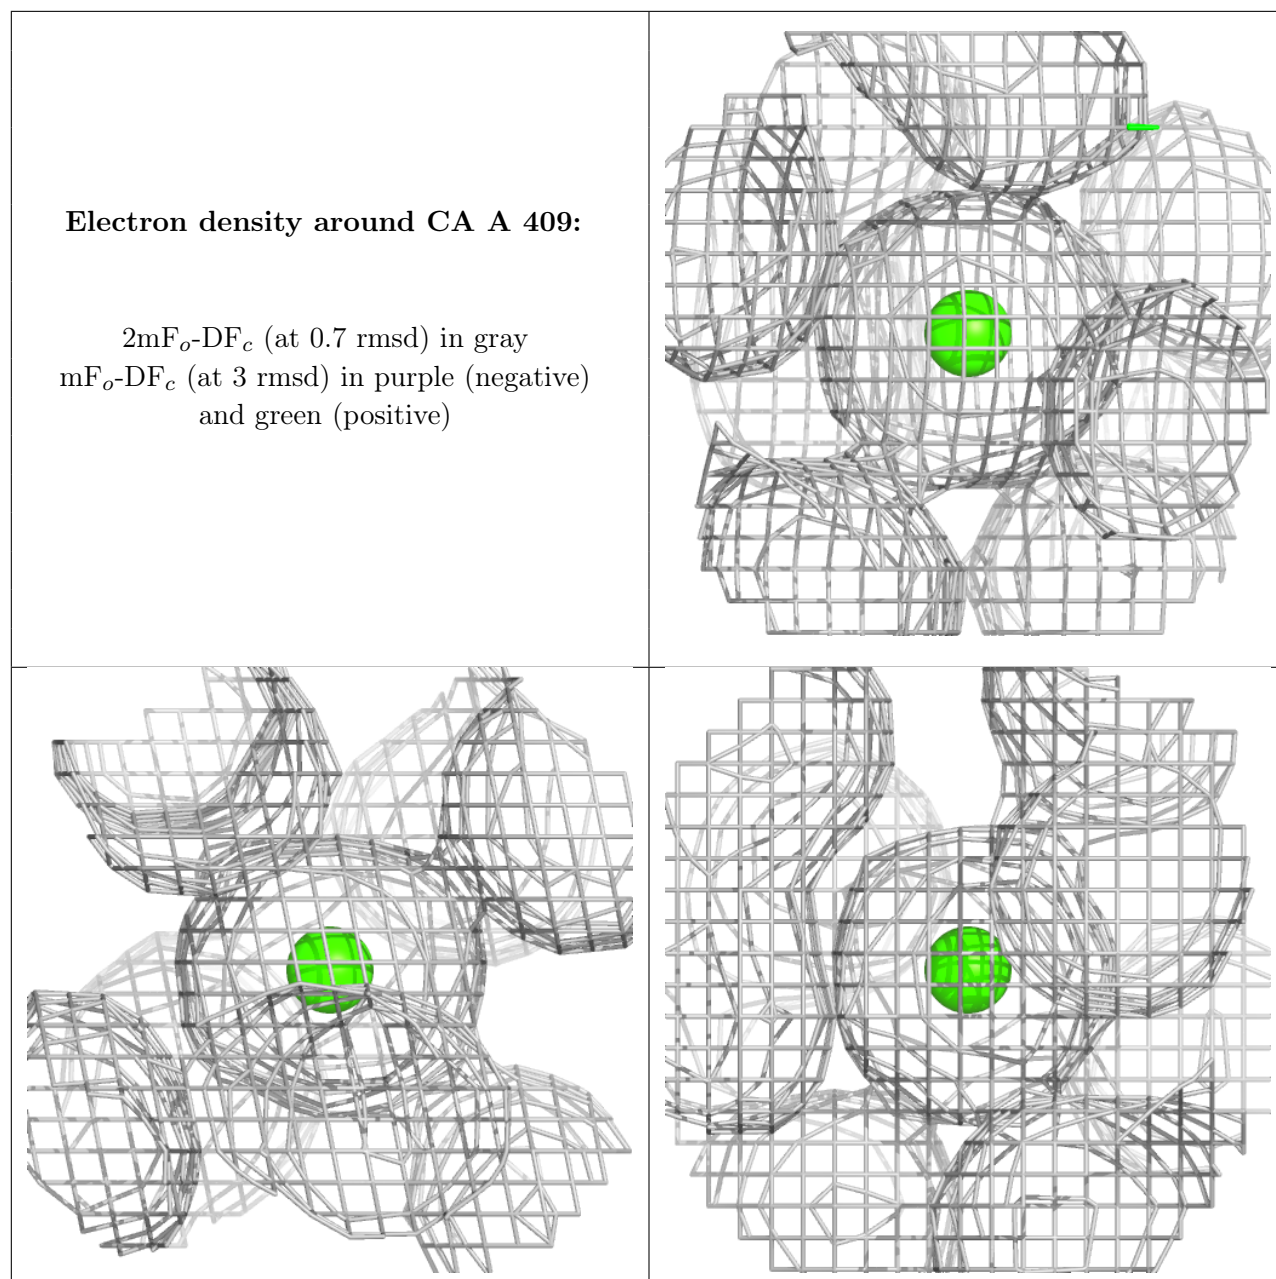 Electron density around CA A 409:
2mFo-DFc (at 0.7 rmsd) in gray
mFo-DFc (at 3 rmsd) in purple (negative)
and green (positive)